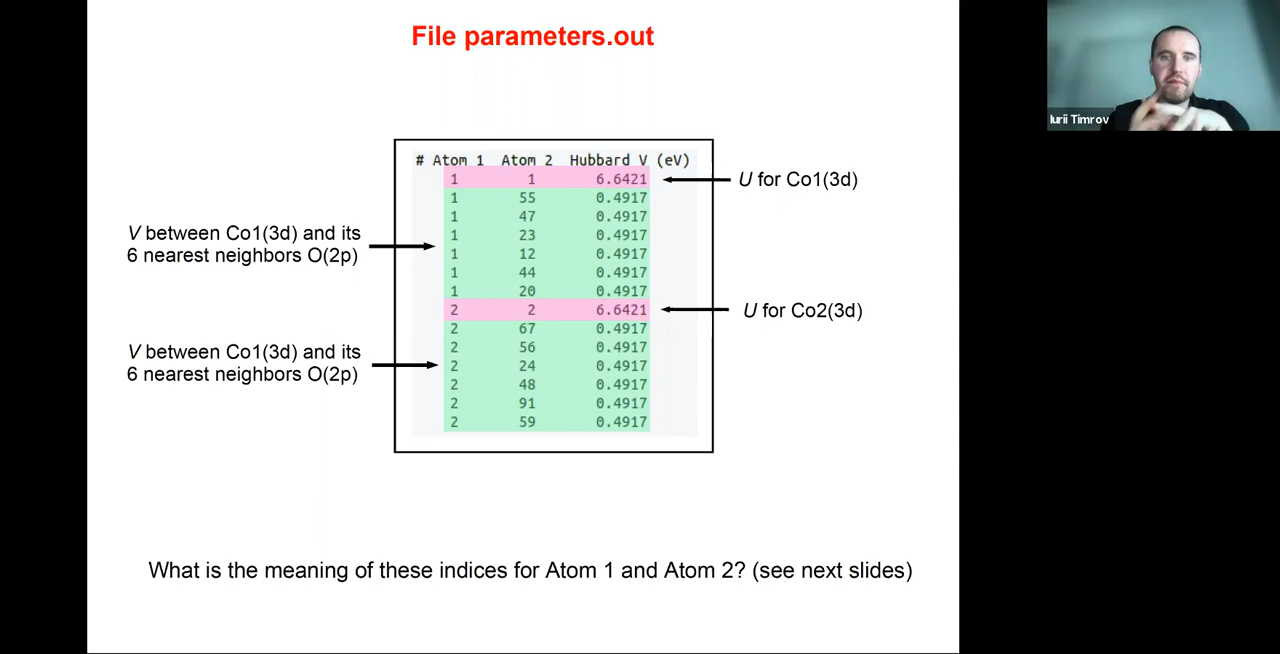 File parameters.out
Iurii Timrov
# Atom 1 Atom 2 Hubbard V (eV)
1 1 6.6421
1 55 0.4917
1 47 0.4917
1 23 0.4917
1 12 0.4917
1 44 0.4917
1 20 0.4917
2 2 6.6421
2 67 0.4917
2 56 0.4917
2 24 0.4917
2 48 0.4917
2 91 0.4917
2 59 0.4917
U for Co1(3d)
V between Co1(3d) and its
6 nearest neighbors O(2p)
U for Co2(3d)
V between Co1(3d) and its
6 nearest neighbors O(2p)
What is the meaning of these indices for Atom 1 and Atom 2? (see next slides)